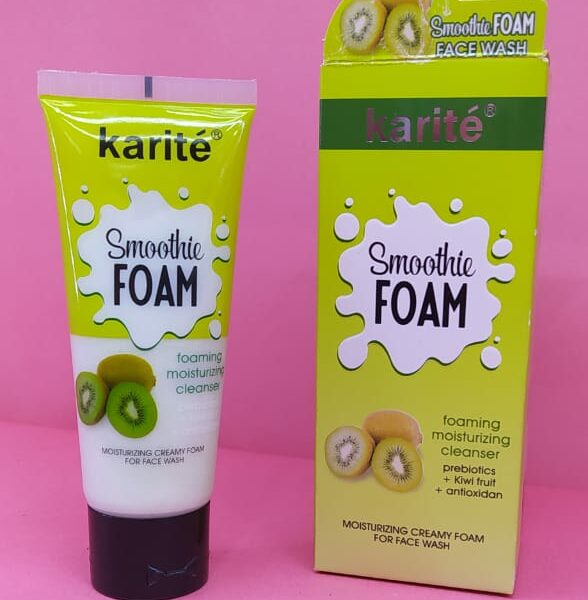 karité®
Smoothie
FOAM
foaming
moisturizing
cleanser
MOISTURIZING CREAMY FOAM
FOR FACE WASH
Smoothie FOAM
FACE WASH
karité®
Smoothie
FOAM
foaming
moisturizing
cleanser
prebiotics
+ Kiwi fruit
+ antioxidan
MOISTURIZING CREAMY FOAM
FOR FACE WASH